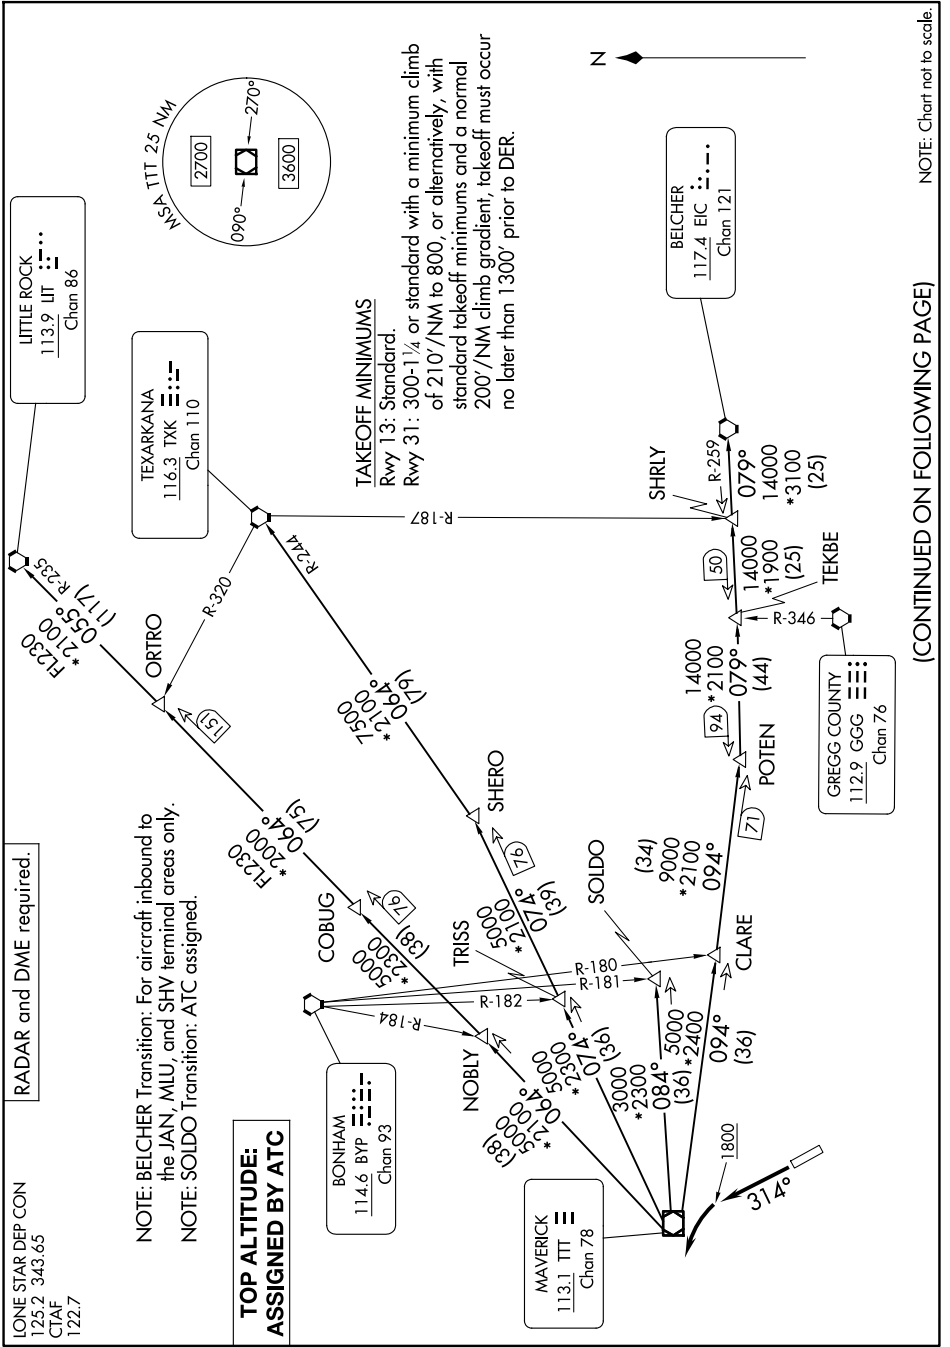 LONE STAR DEP CON
125.2 343.65
CTAF
122.7
RADAR and DME required.
NOTE: BELCHER Transition: For aircraft inbound to
the JAN, MLU, and SHV terminal areas only.
NOTE: SOLDO Transition: ATC assigned.
TOP ALTITUDE:
ASSIGNED BY ATC
LITTLE ROCK
113.9 LIT
Chan 86
TEXARKANA
116.3 TXK
Chan 110
MSA TTT 25 NM
2700
090°
270°
3600
TAKEOFF MINIMUMS
Rwy 13: Standard.
Rwy 31: 300-1¼ or standard with a minimum climb
of 210'/NM to 800, or alternatively, with
standard takeoff minimums and a normal
200'/NM climb gradient, takeoff must occur
no later than 1300' prior to DER.
N
BONHAM
114.6 BYP
Chan 93
MAVERICK
113.1 TTT
Chan 78
GREGG COUNTY
112.9 GGG
Chan 76
BELCHER
117.4 EIC
Chan 121
R-235
FL230
*2100
055°
(117)
ORTRO
R-320
151
FL230
*2000
064°
(75)
COBUG
76
5000
*2300
(38)
NOBLY
R-184
5000
*2100
064°
(38)
R-244
7500
*2100
064°
(79)
SHERO
76
5000
*2100
074°
(39)
TRISS
R-182
5000
*2300
074°
(36)
SOLDO
R-181
3000
*2300
084°
(36)
R-180
CLARE
5000
*2400
094°
(36)
(34)
9000
*2100
094°
71
POTEN
94
14000
*2100
079°
(44)
TEKBE
R-346
50
14000
*1900
(25)
SHRLY
R-187
R-259
079°
14000
*3100
(25)
1800
314°
(CONTINUED ON FOLLOWING PAGE)
NOTE: Chart not to scale.